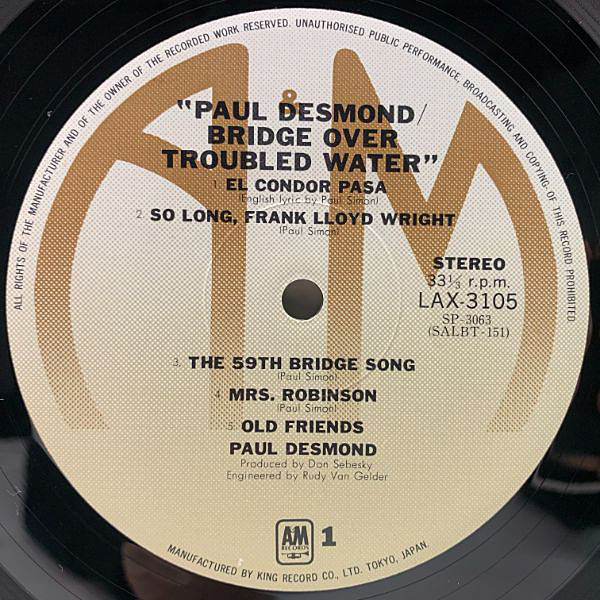 ALL RIGHTS OF THE MANUFACTURER AND OF THE OWNER OF THE RECORDED WORK RESERVED. UNAUTHORISED PUBLIC PERFORMANCE, BROADCASTING AND COPYING OF THIS RECORD PROHIBITED
A&M
"PAUL DESMOND/
BRIDGE OVER
TROUBLED WATER"
1. EL CONDOR PASA
(English lyric by Paul Simon)
2. SO LONG, FRANK LLOYD WRIGHT
(Paul Simon)
STEREO
33⅓ r.p.m.
LAX-3105
SP-3063
(SALBT-151)
3. THE 59TH BRIDGE SONG
(Paul Simon)
4. MRS. ROBINSON
(Paul Simon)
5. OLD FRIENDS
PAUL DESMOND
Produced by Don Sebesky
Engineered by Rudy Van Gelder
AM
RECORDS
1
MANUFACTURED BY KING RECORD CO., LTD. TOKYO, JAPAN.